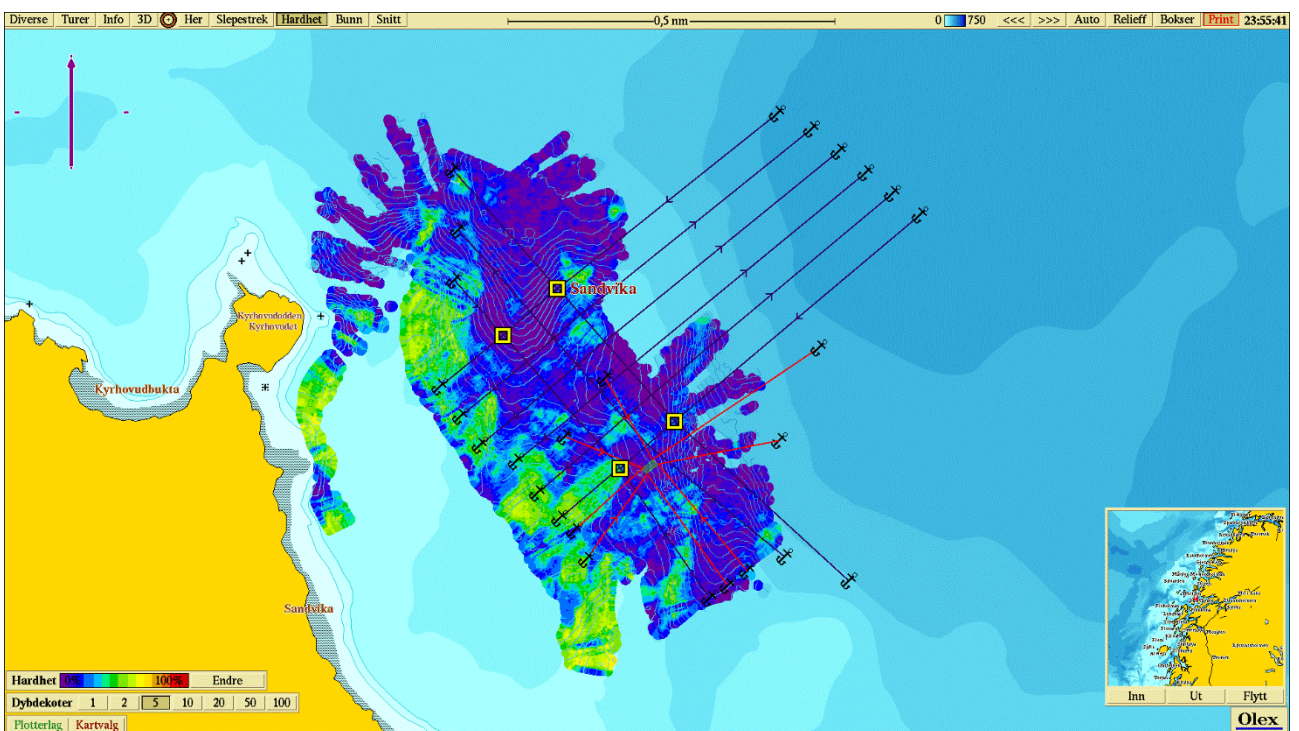 Diverse Turer Info 3D Her Slepestrek Hardhet Bunn Snitt 0,5 nm 0 750 <<< >>> Auto Relieff Bokser Print 23:55:41
Sandvika
Kyrhovudodden
Kyrhovudet
Kyrhovudbukta
Sandvika
Hardhet 0% 100% Endre
Dybdekoter 1 2 5 10 20 50 100
Plotterlag Kartvalg
Inn Ut Flytt
Olex